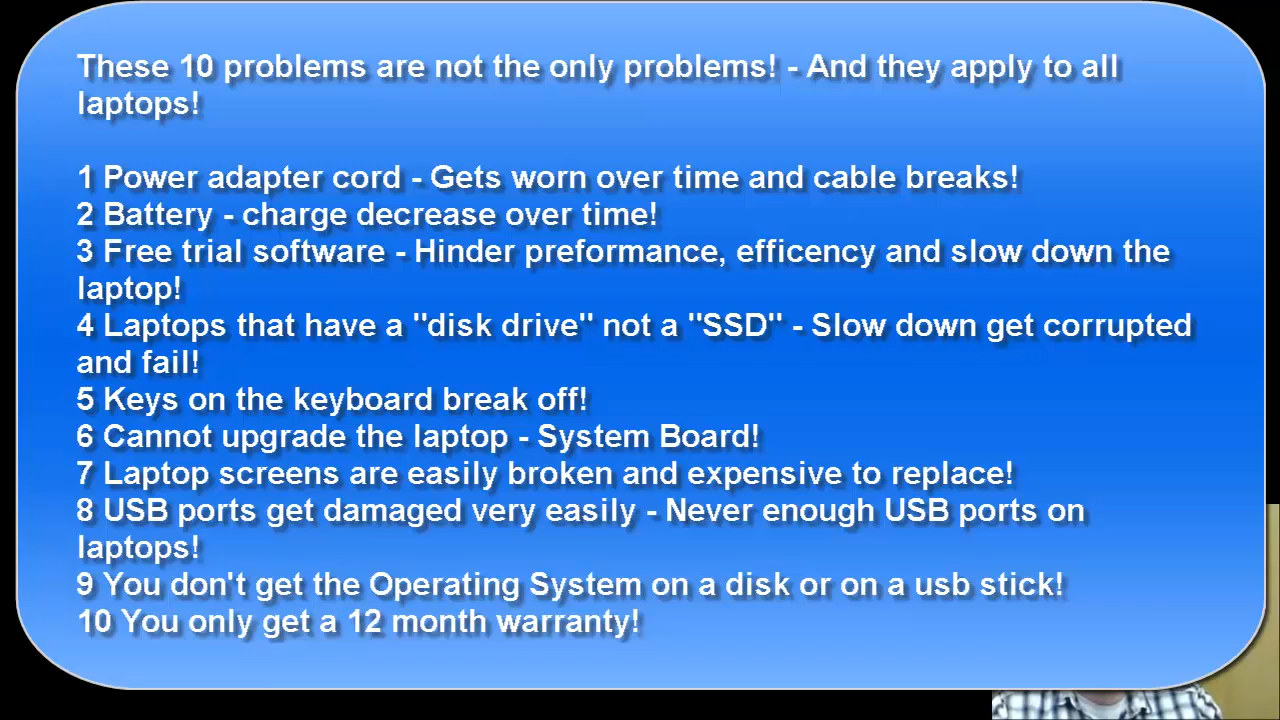 These 10 problems are not the only problems! - And they apply to all
laptops!
1 Power adapter cord - Gets worn over time and cable breaks!
2 Battery - charge decrease over time!
3 Free trial software - Hinder preformance, efficency and slow down the
laptop!
4 Laptops that have a "disk drive" not a "SSD" - Slow down get corrupted
and fail!
5 Keys on the keyboard break off!
6 Cannot upgrade the laptop - System Board!
7 Laptop screens are easily broken and expensive to replace!
8 USB ports get damaged very easily - Never enough USB ports on
laptops!
9 You don't get the Operating System on a disk or on a usb stick!
10 You only get a 12 month warranty!